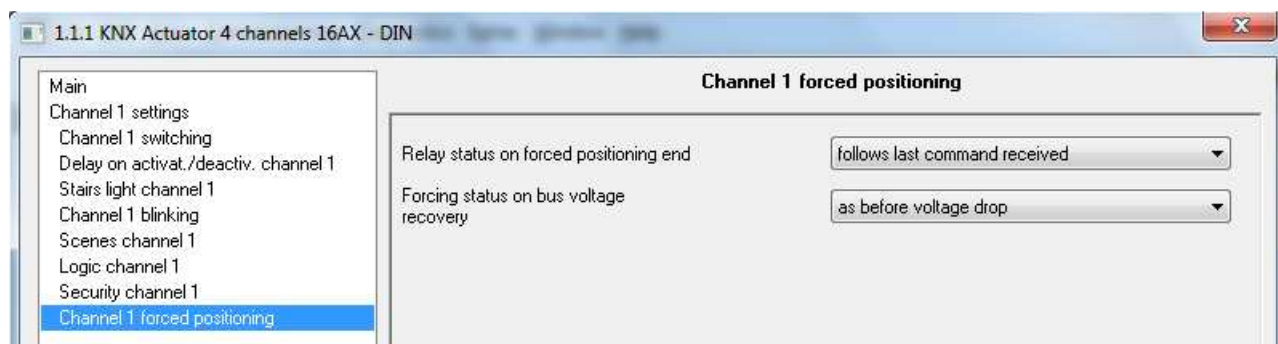 1.1.1 KNX Actuator 4 channels 16AX - DIN
Main
Channel 1 settings
Channel 1 switching
Delay on activat./deactiv. channel 1
Stairs light channel 1
Channel 1 blinking
Scenes channel 1
Logic channel 1
Security channel 1
Channel 1 forced positioning
Channel 1 forced positioning
Relay status on forced positioning end
follows last command received
Forcing status on bus voltage
recovery
as before voltage drop